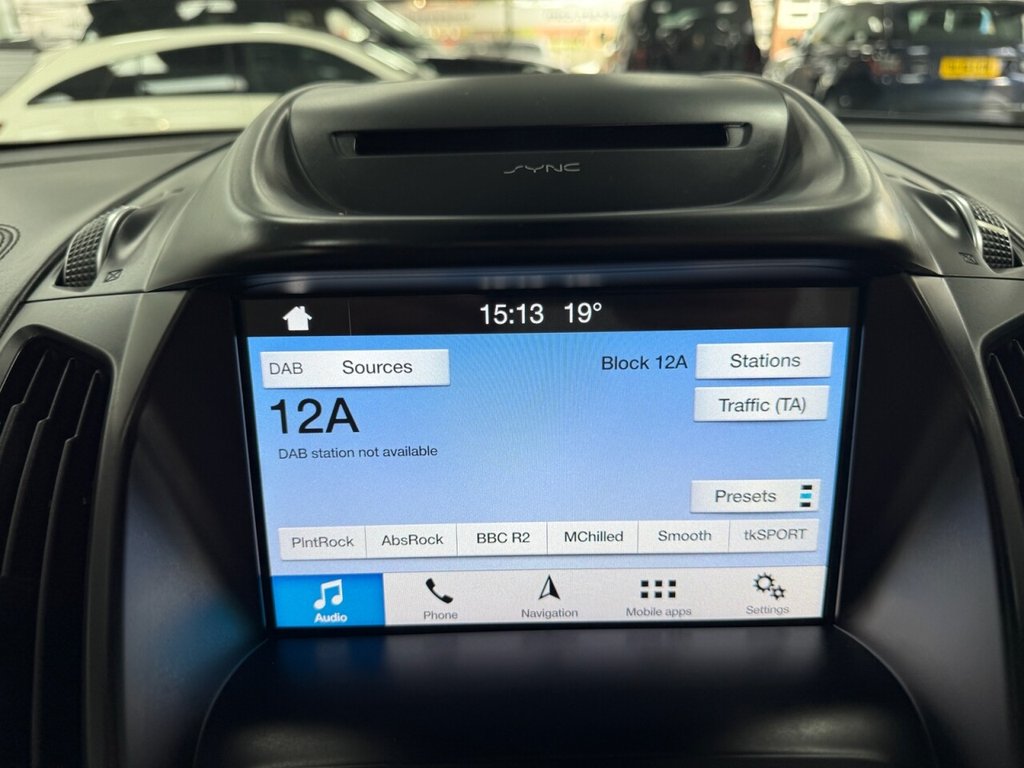 SYNC
15:13 19°
DAB Sources
Block 12A
Stations
12A
Traffic (TA)
DAB station not available
Presets
PlntRock AbsRock BBC R2 MChilled Smooth tkSPORT
Audio Phone Navigation Mobile apps Settings